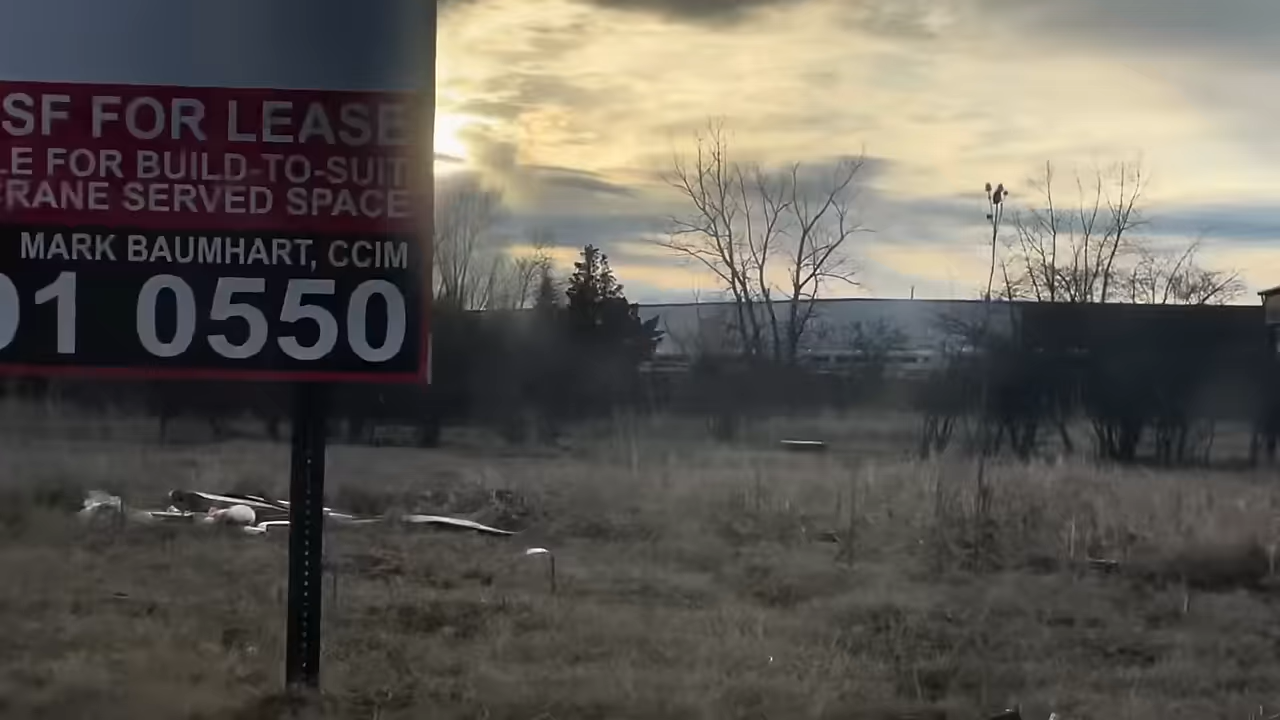 SF FOR LEASE
LE FOR BUILD-TO-SUIT
RANE SERVED SPACE
MARK BAUMHART, CCIM
01 0550